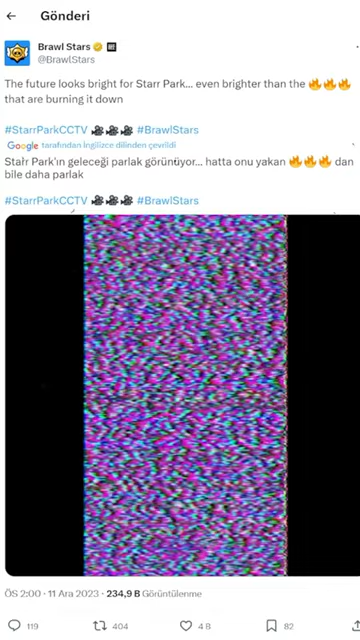 Gönderi
Brawl Stars
@BrawlStars
The future looks bright for Starr Park... even brighter than the 🔥🔥🔥
that are burning it down
#StarrParkCCTV 🎥🎥🎥 #BrawlStars
Google tarafından İngilizce dilinden çevrildi
Starr Park'ın geleceği parlak görünüyor... hatta onu yakan 🔥🔥🔥 dan
bile daha parlak
#StarrParkCCTV 🎥🎥🎥 #BrawlStars
ÖS 2:00 · 11 Ara 2023 · 234,9 B Görüntülenme
119 404 4 B 82